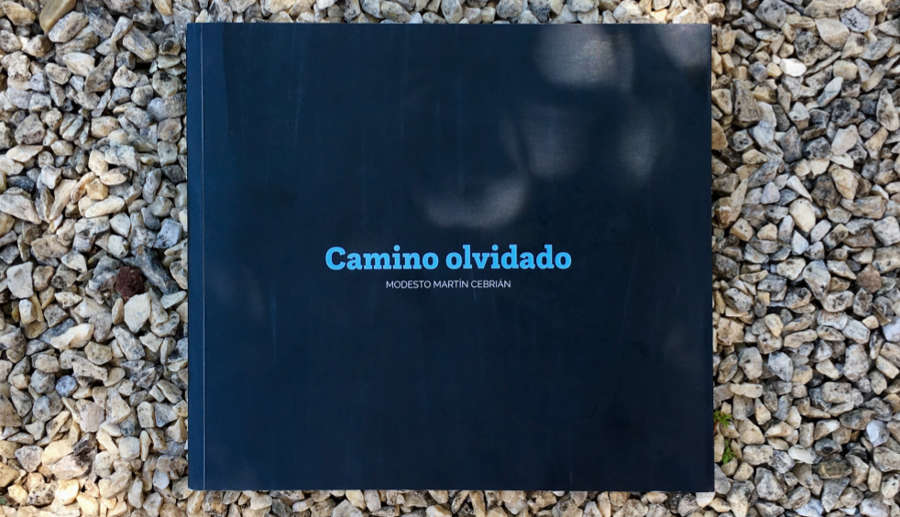 Camino olvidado
MODESTO MARTÍN CEBRIÁN